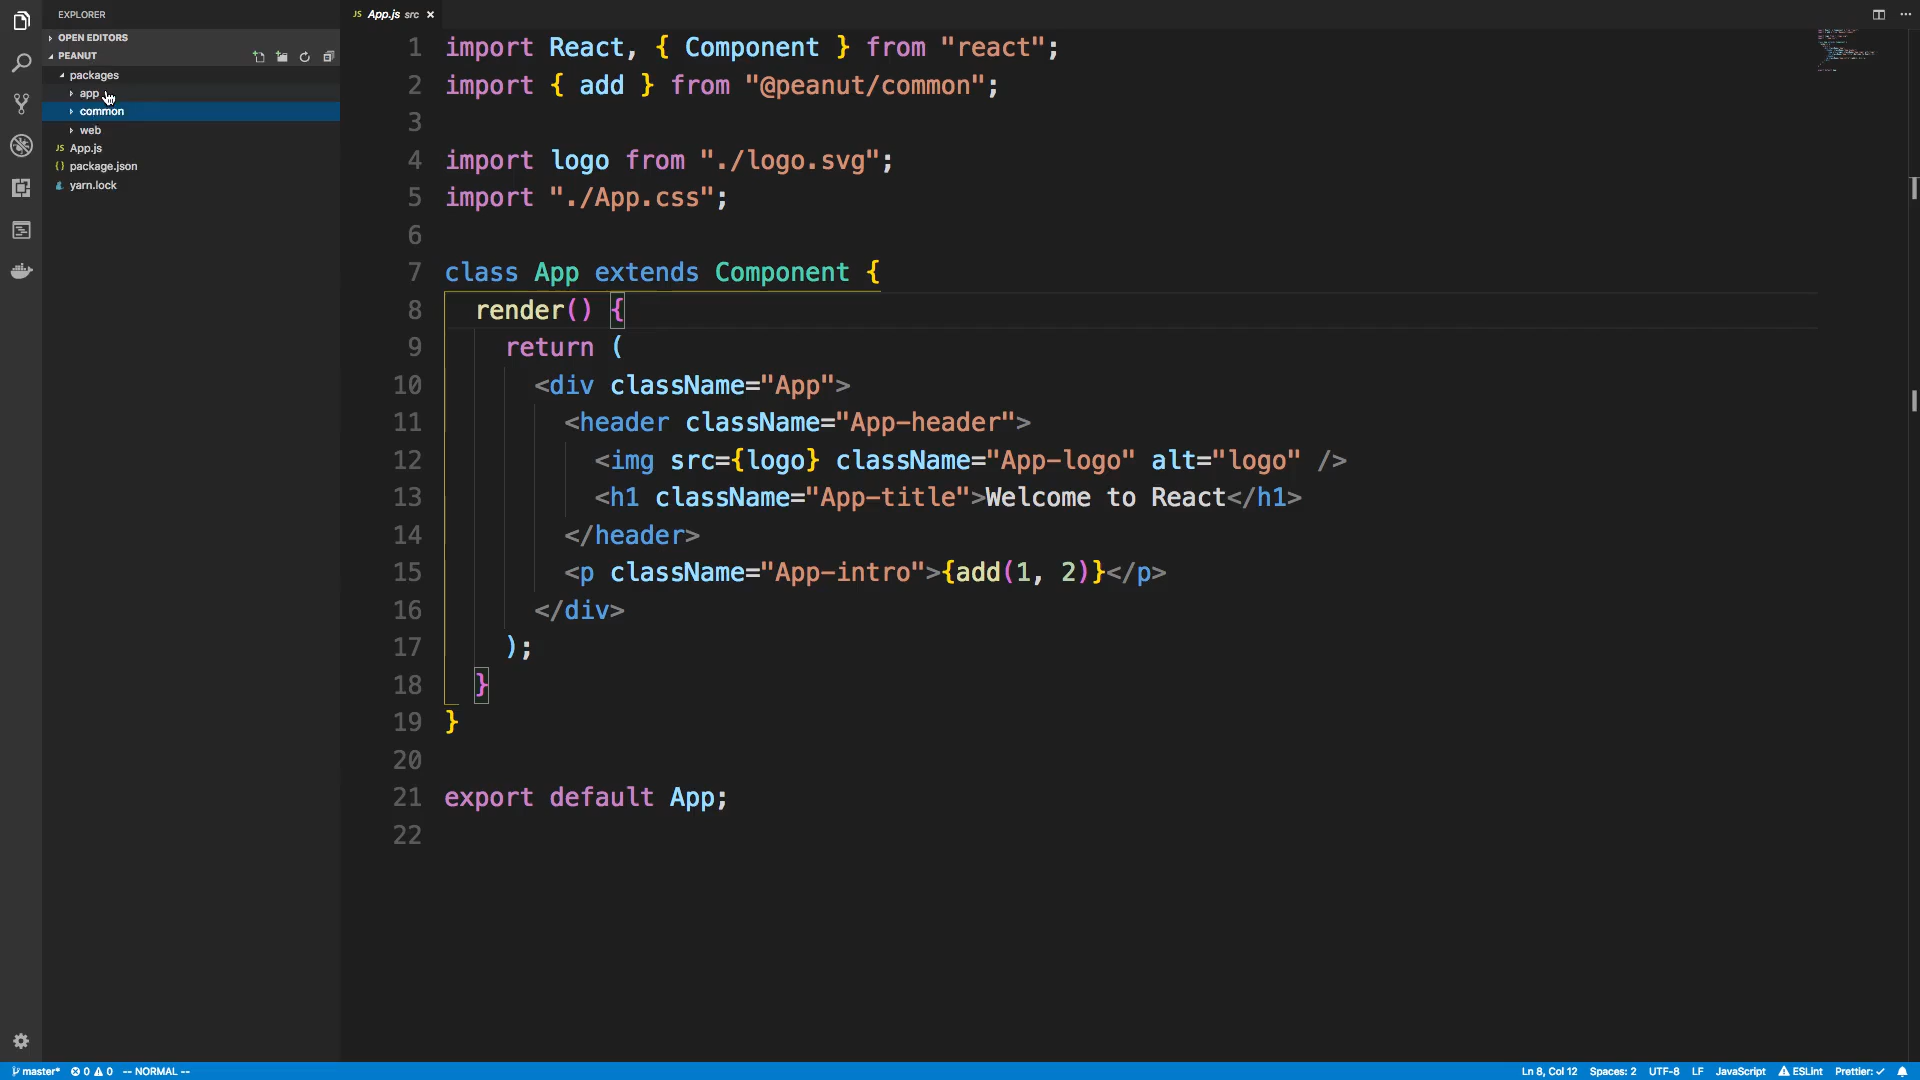 EXPLORER
OPEN EDITORS
PEANUT
packages
app
common
web
JS App.js
{} package.json
yarn.lock
JS App.js src ×
1 import React, { Component } from "react";
2 import { add } from "@peanut/common";
3
4 import logo from "./logo.svg";
5 import "./App.css";
6
7 class App extends Component {
8 render() {
9 return (
10 <div className="App">
11 <header className="App-header">
12 <img src={logo} className="App-logo" alt="logo" />
13 <h1 className="App-title">Welcome to React</h1>
14 </header>
15 <p className="App-intro">{add(1, 2)}</p>
16 </div>
17 );
18 }
19 }
20
21 export default App;
22
master* 0 0 -- NORMAL -- Ln 8, Col 12 Spaces: 2 UTF-8 LF JavaScript ESLint Prettier: ✓